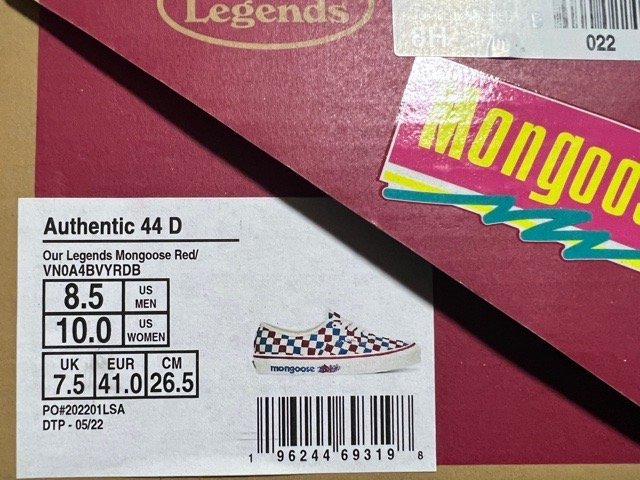 Legends
022
Mongoose
Authentic 44 D
Our Legends Mongoose Red/
VN0A4BVYRDB
8.5 US MEN
10.0 US WOMEN
UK 7.5 EUR 41.0 CM 26.5
PO#202201LSA
DTP - 05/22
mongoose
1 96244 69319 8